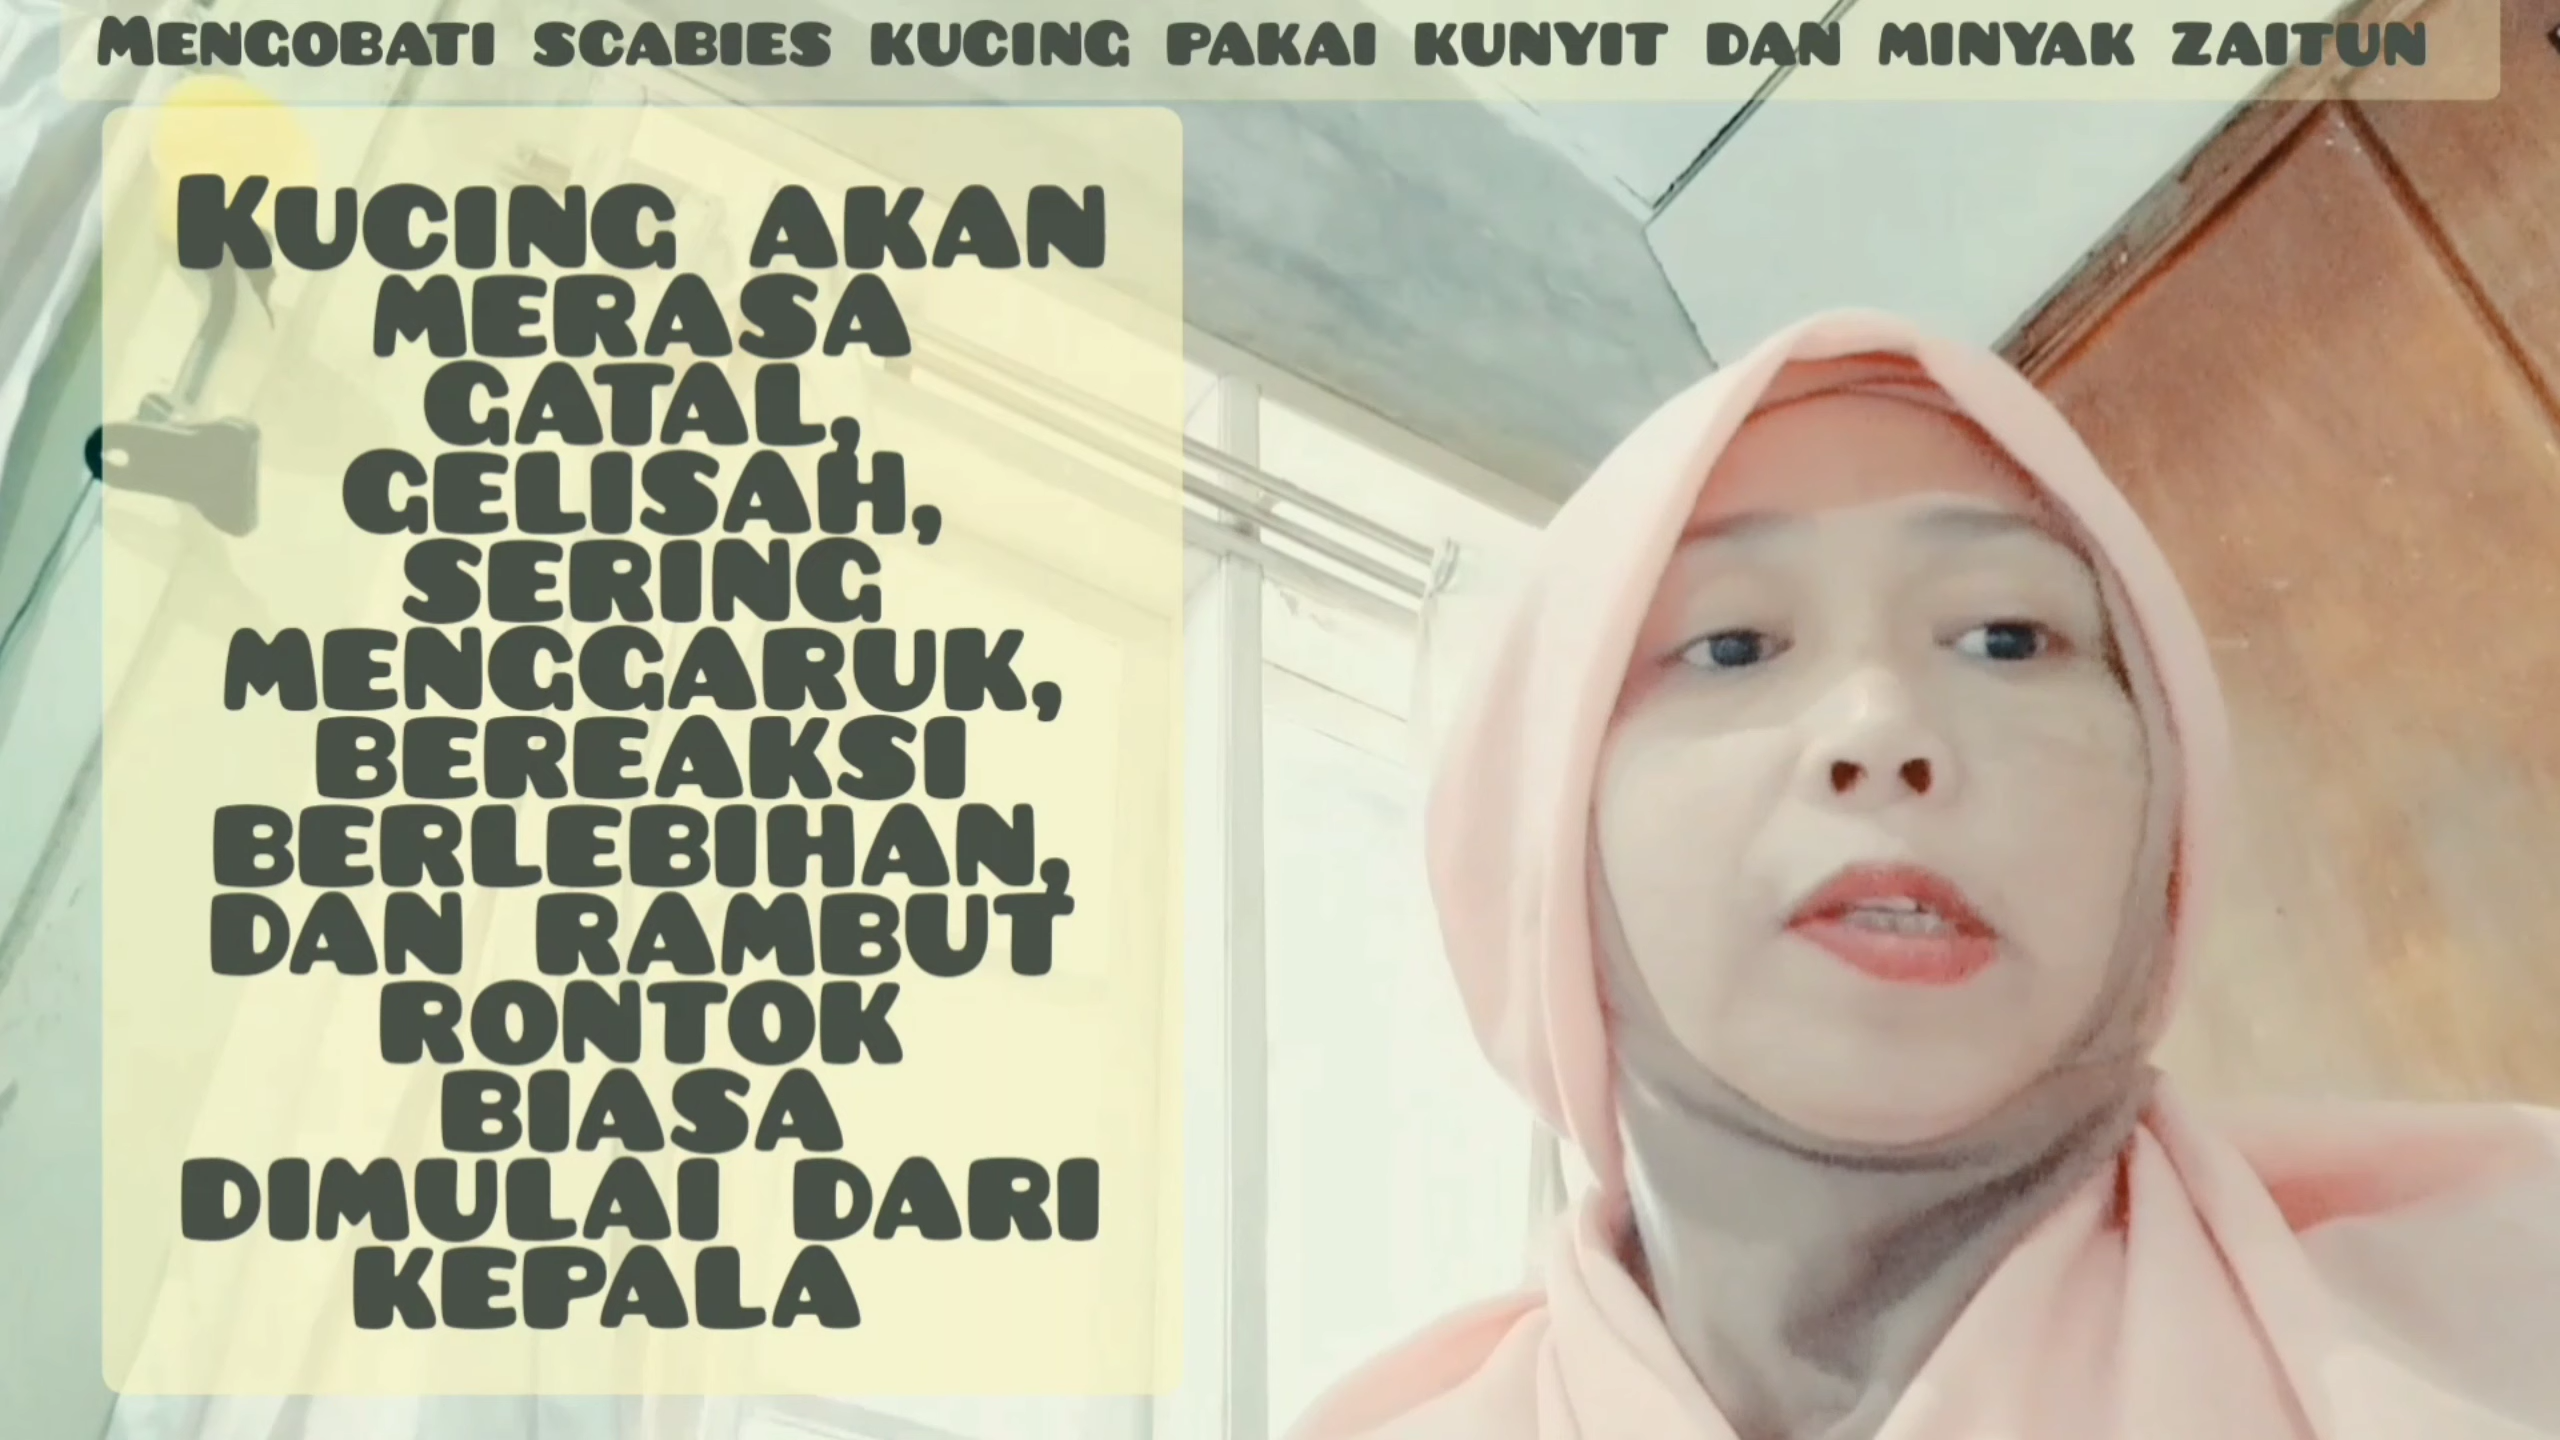 Mengobati scabies kucing pakai kunyit dan minyak zaitun
Kucing akan
merasa
gatal,
gelisah,
sering
menggaruk,
bereaksi
berlebihan,
dan rambut
rontok
biasa
dimulai dari
kepala